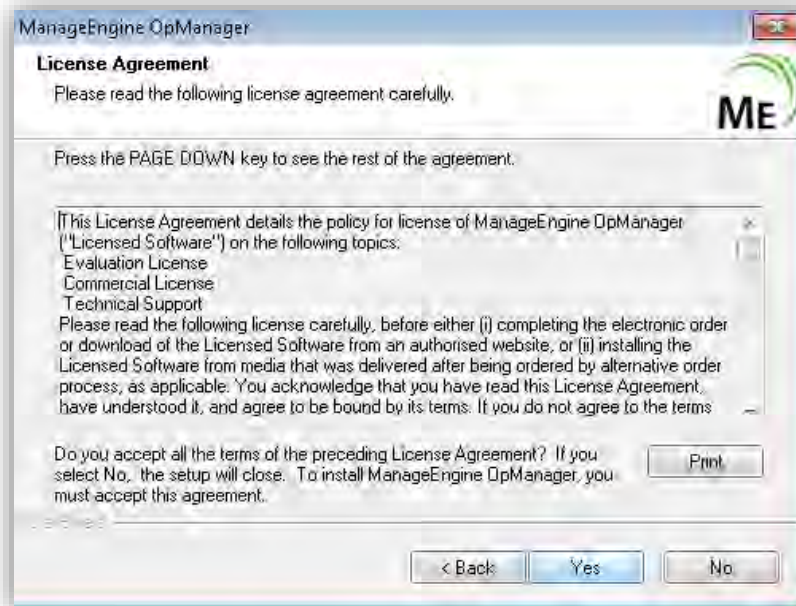 ManageEngine OpManager
License Agreement
Please read the following license agreement carefully.
ME
Press the PAGE DOWN key to see the rest of the agreement.
This License Agreement details the policy for license of ManageEngine OpManager
("Licensed Software") on the following topics:
Evaluation License
Commercial License
Technical Support
Please read the following license carefully, before either (i) completing the electronic order
or download of the Licensed Software from an authorised website, or (ii) installing the
Licensed Software from media that was delivered after being ordered by alternative order
process, as applicable. You acknowledge that you have read this License Agreement,
have understood it, and agree to be bound by its terms. If you do not agree to the terms
Do you accept all the terms of the preceding License Agreement? If you
select No, the setup will close. To install ManageEngine OpManager, you
must accept this agreement.
Print
< Back
Yes
No